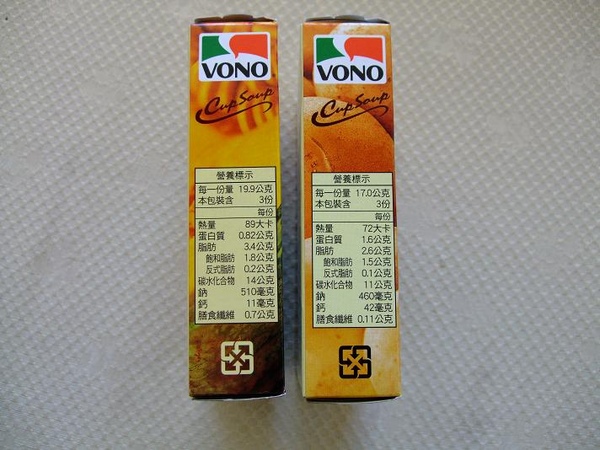 VONO
Cup Soup
營養標示
每一份量 19.9公克
本包裝含 3份
每份
熱量 89大卡
蛋白質 0.82公克
脂肪 3.4公克
飽和脂肪 1.8公克
反式脂肪 0.2公克
碳水化合物 14公克
鈉 510毫克
鈣 11毫克
膳食纖維 0.7公克
VONO
Cup Soup
營養標示
每一份量 17.0公克
本包裝含 3份
每份
熱量 72大卡
蛋白質 1.6公克
脂肪 2.6公克
飽和脂肪 1.5公克
反式脂肪 0.1公克
碳水化合物 11公克
鈉 460毫克
鈣 42毫克
膳食纖維 0.11公克